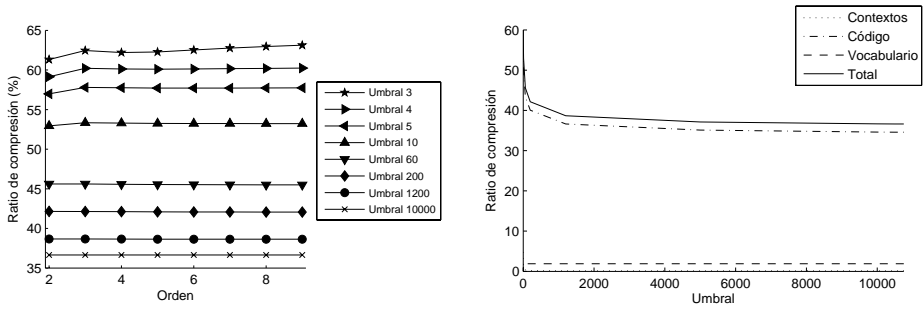 65
60
55
50
45
40
35
2
4
6
8
Orden
Ratio de compresión (%)
Umbral 3
Umbral 4
Umbral 5
Umbral 10
Umbral 60
Umbral 200
Umbral 1200
Umbral 10000
60
50
40
30
20
10
0
0
2000
4000
6000
8000
10000
Umbral
Ratio de compresión
Contextos
Código
Vocabulario
Total